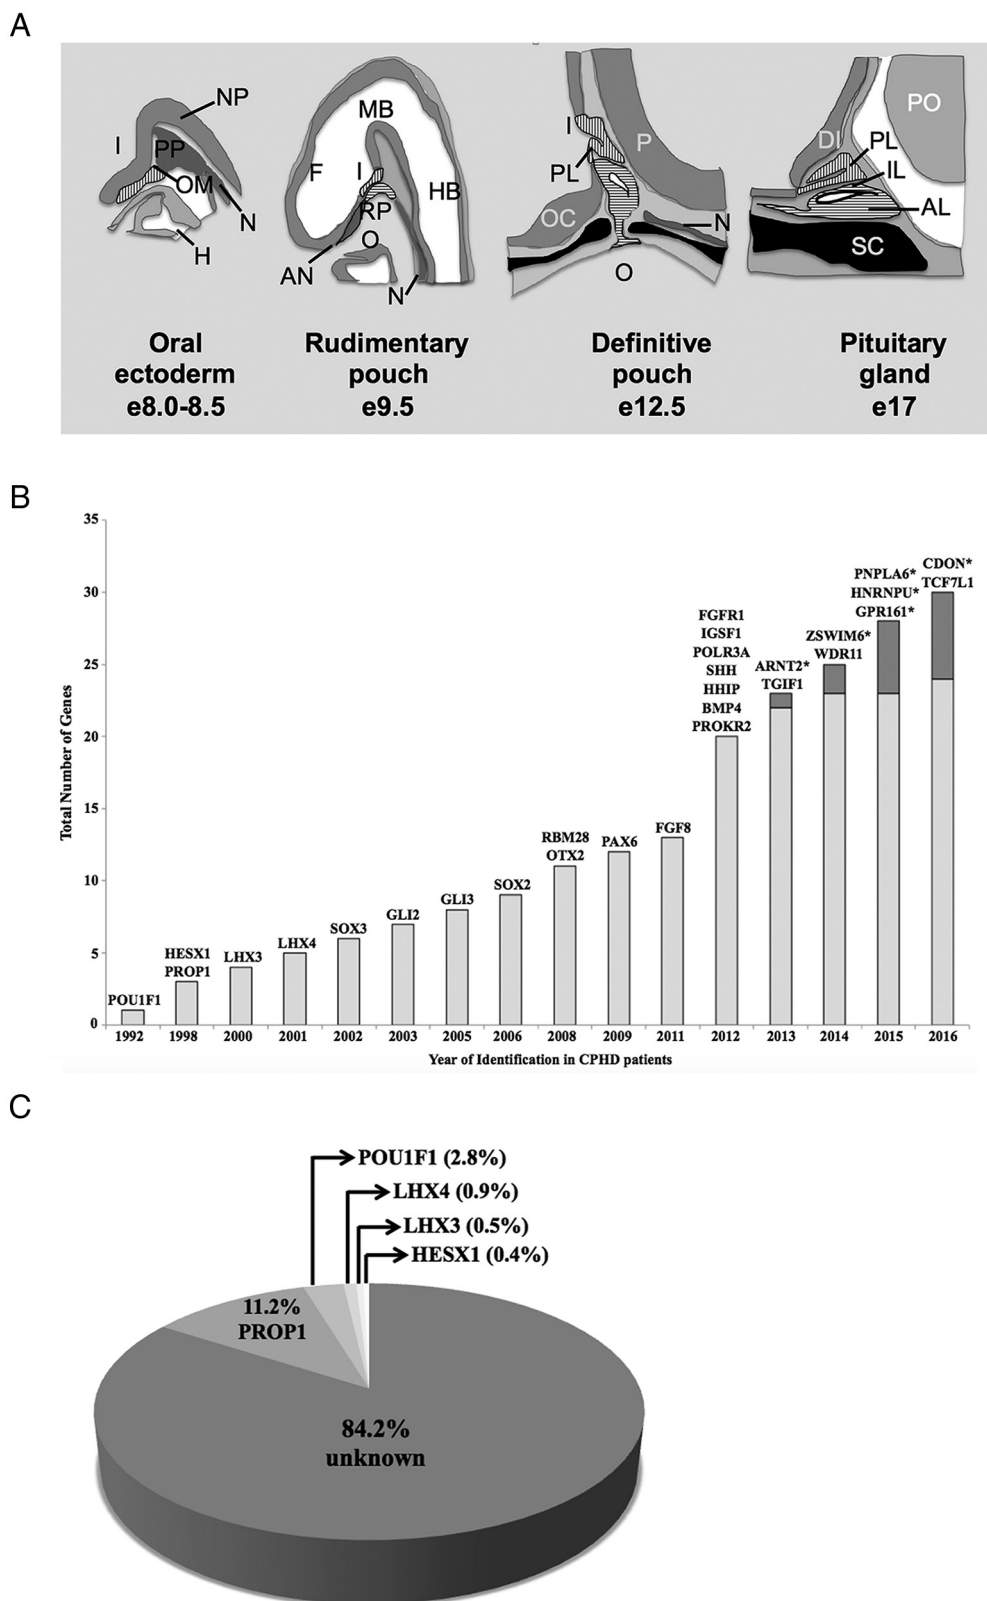 A
NP
I
PP
OM
N
H
MB
F
I
HB
RP
O
AN
N
I
P
PL
OC
N
O
PO
DI
PL
IL
AL
SC
Oral
ectoderm
e8.0-8.5
Rudimentary
pouch
e9.5
Definitive
pouch
e12.5
Pituitary
gland
e17
B
Total Number of Genes
35
30
25
20
15
10
5
0
POU1F1
HESX1
PROP1
LHX3
LHX4
SOX3
GLI2
GLI3
SOX2
RBM28
OTX2
PAX6
FGF8
FGFR1
IGSF1
POLR3A
SHH
HHIP
BMP4
PROKR2
ARNT2*
TGIF1
ZSWIM6*
WDR11
PNPLA6*
HNRNPU*
GPR161*
CDON*
TCF7L1
1992 1998 2000 2001 2002 2003 2005 2006 2008 2009 2011 2012 2013 2014 2015 2016
Year of Identification in CPHD patients
C
POU1F1 (2.8%)
LHX4 (0.9%)
LHX3 (0.5%)
HESX1 (0.4%)
11.2%
PROP1
84.2%
unknown